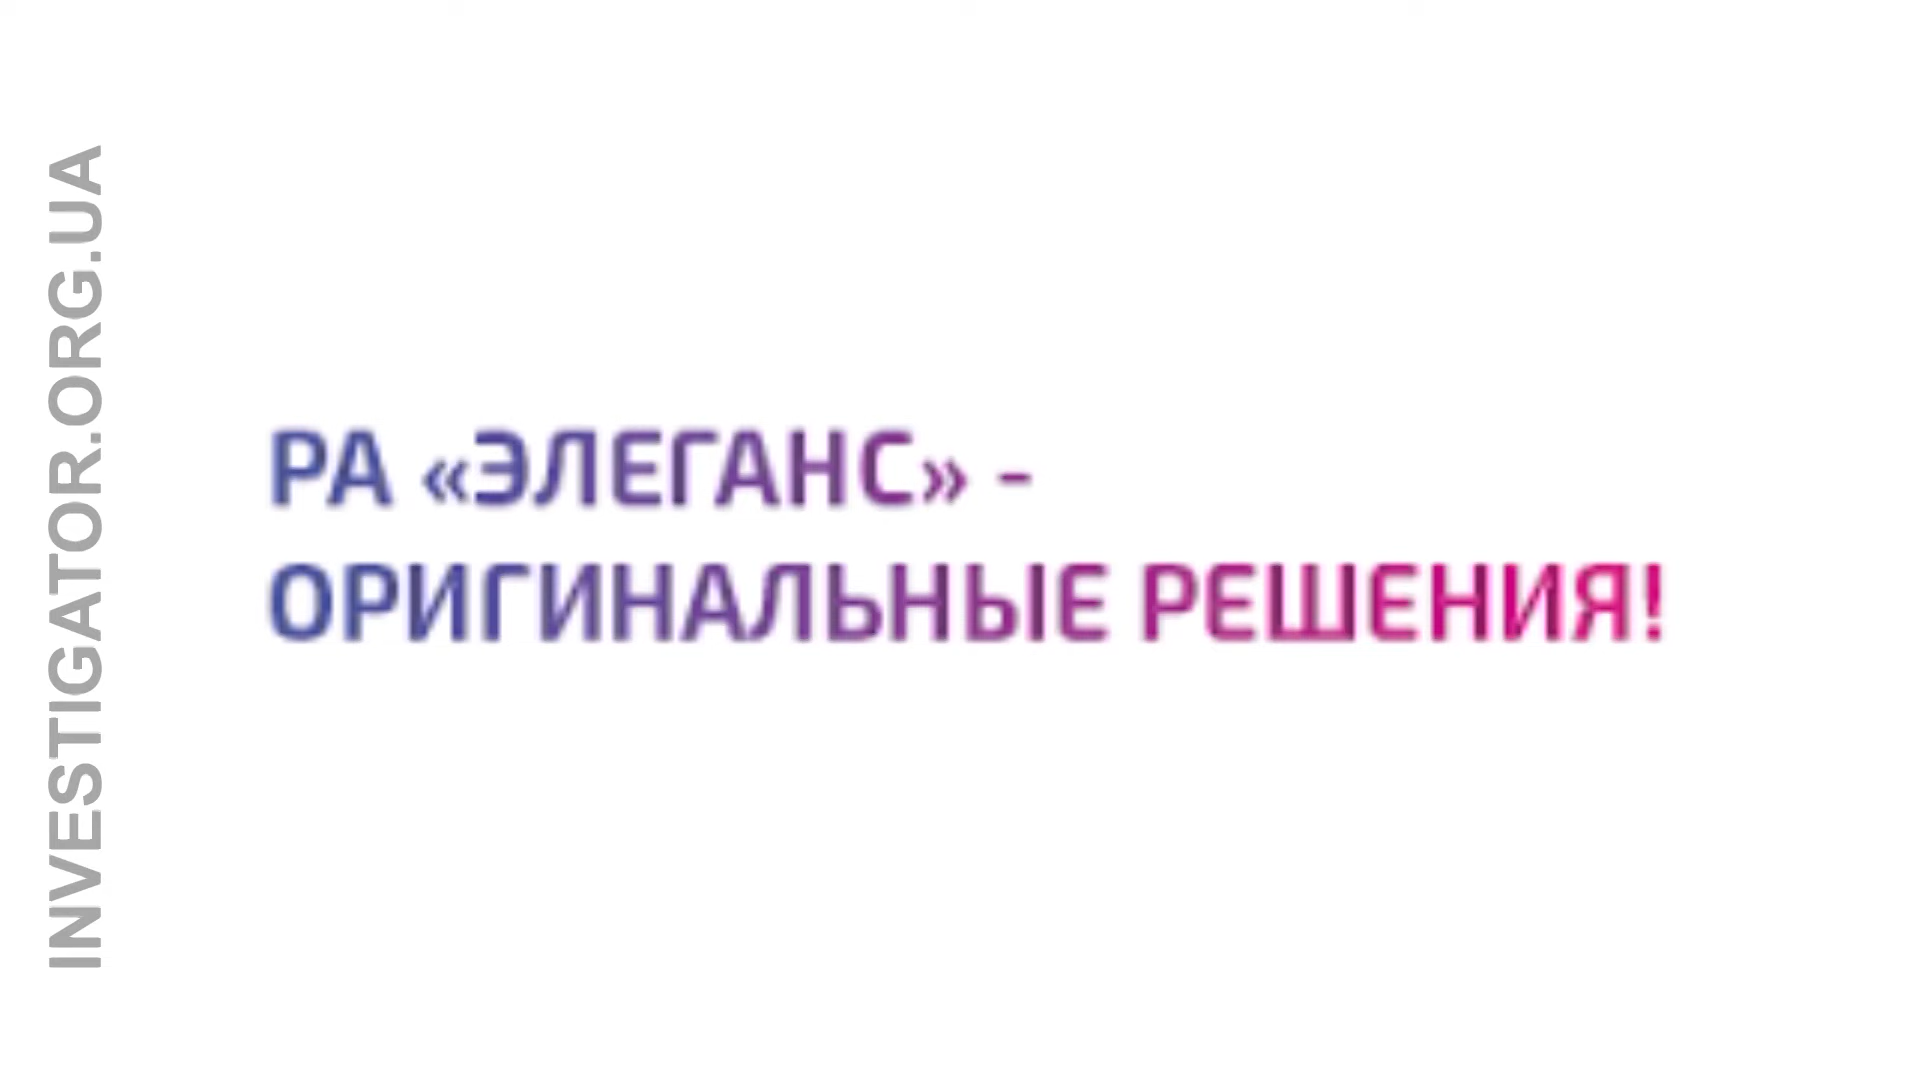 INVESTIGATOR.ORG.UA
РА «ЭЛЕГАНС» -
ОРИГИНАЛЬНЫЕ РЕШЕНИЯ!